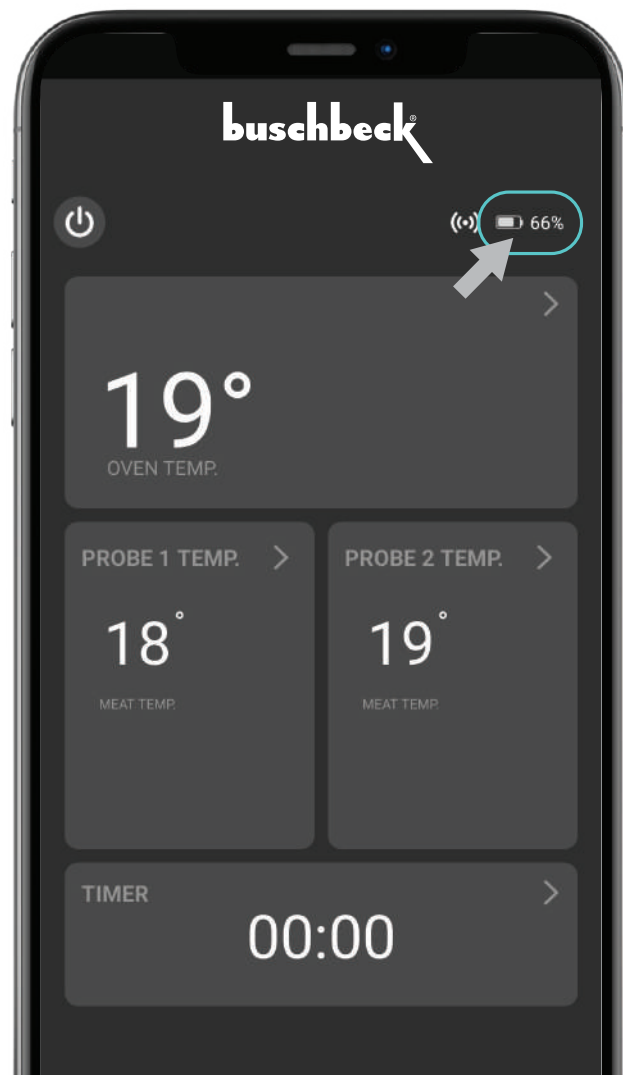 buschbeck®
66%
19°
OVEN TEMP.
PROBE 1 TEMP.
18°
MEAT TEMP.
PROBE 2 TEMP.
19°
MEAT TEMP.
TIMER
00:00